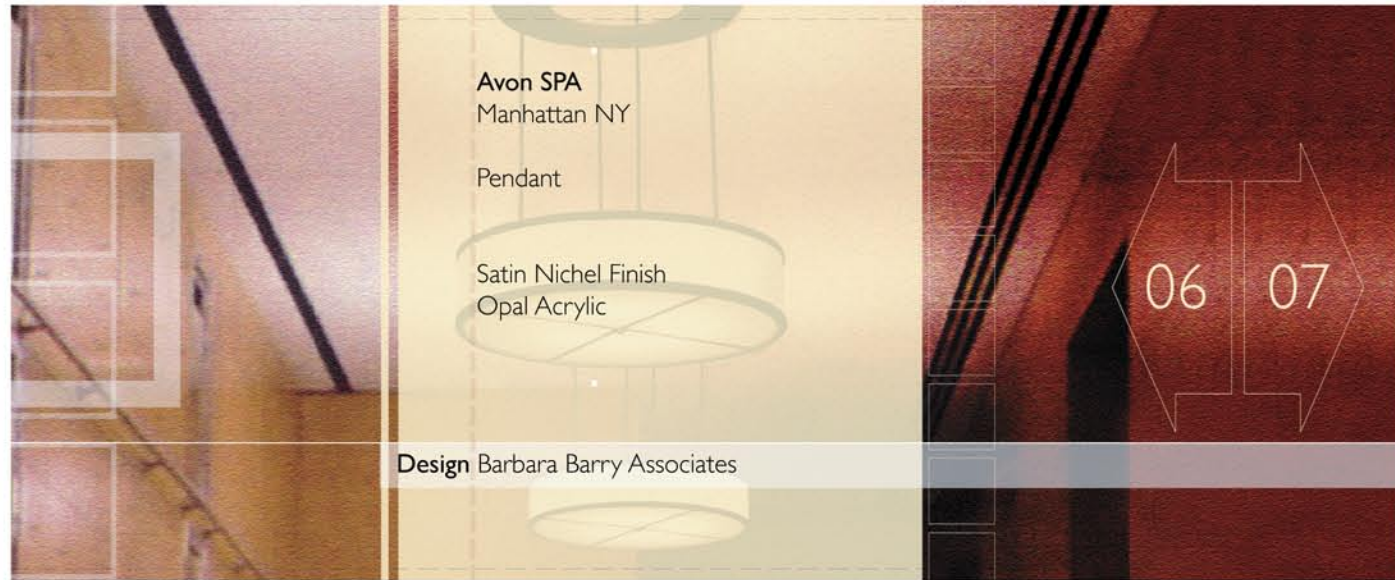 Avon SPA
Manhattan NY
Pendant
Satin Nichel Finish
Opal Acrylic
06 07
Design Barbara Barry Associates